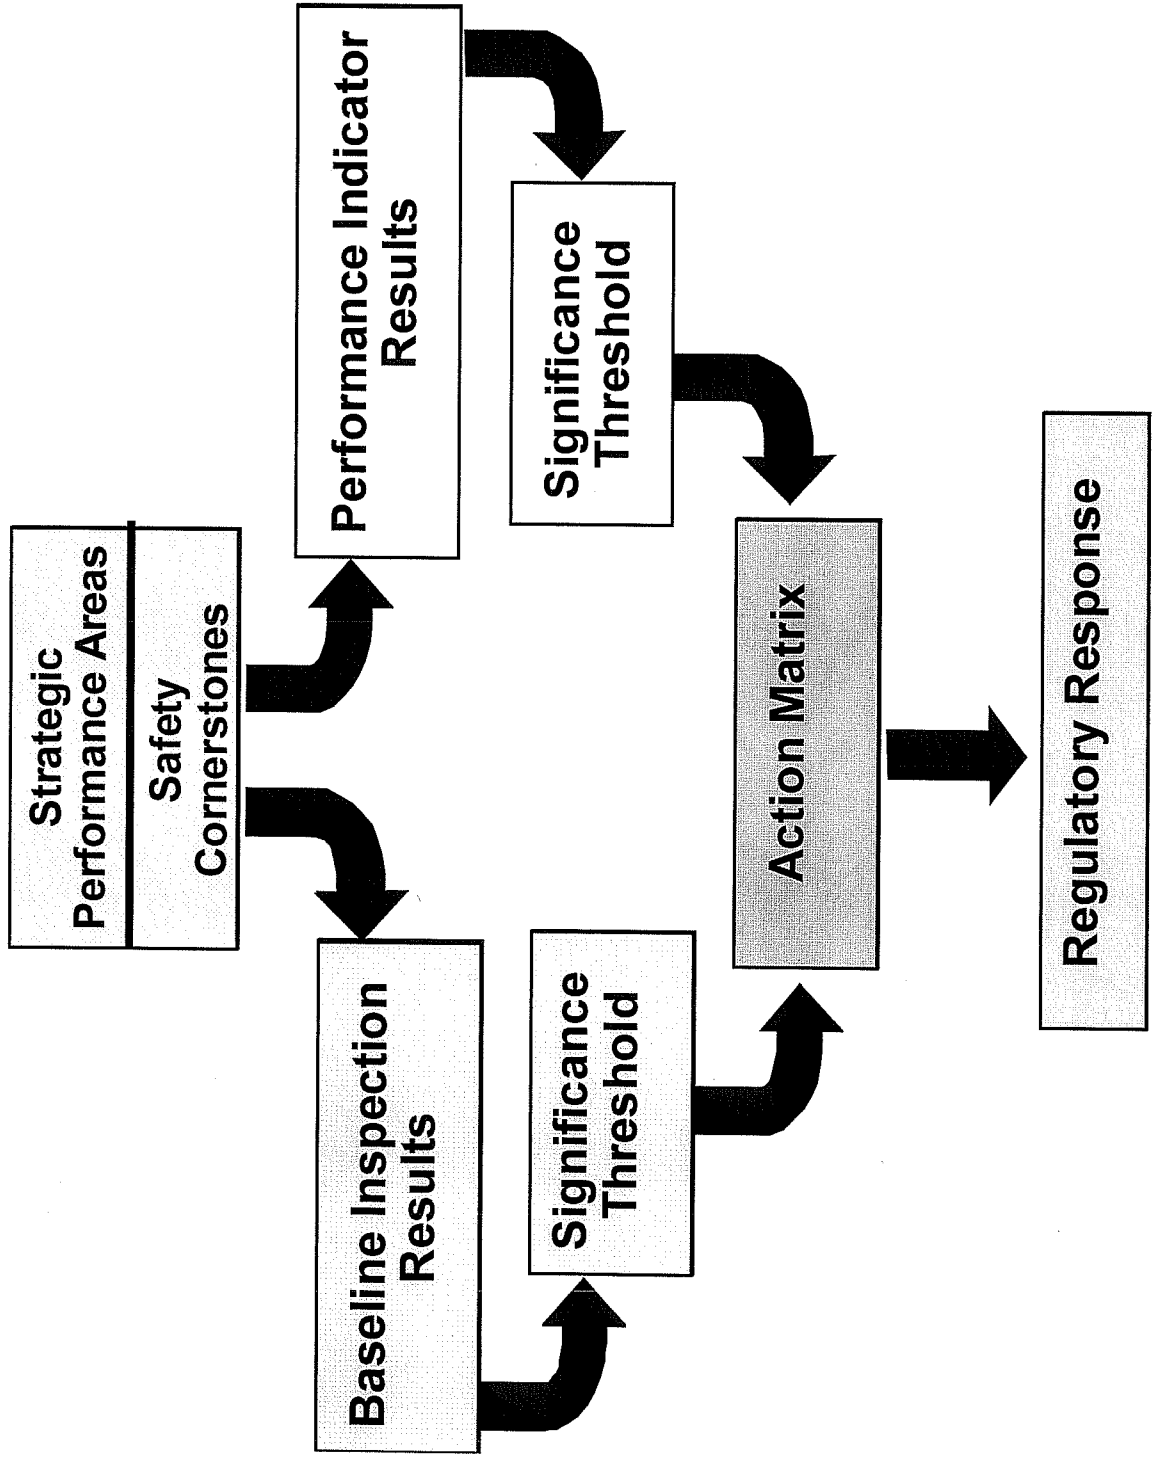 Strategic
Performance Areas
Safety
Cornerstones
Baseline Inspection
Results
Performance Indicator
Results
Significance
Threshold
Significance
Threshold
Action Matrix
Regulatory Response